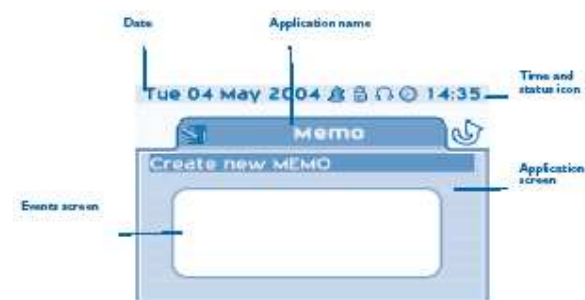 Date
Application name
Time and
status icon
Tue 04 May 2004 14:35
Memo
Create new MEMO
Application
screen
Events screen